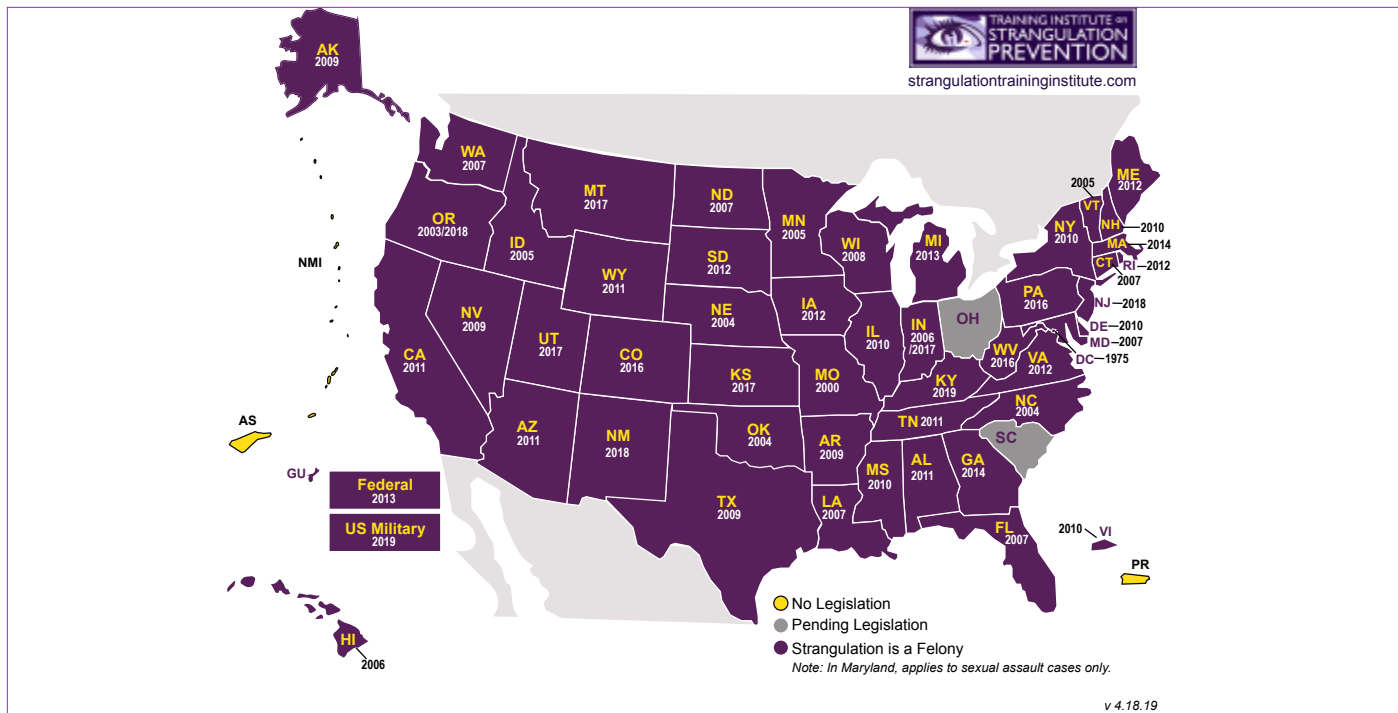 TRAINING INSTITUTE on
STRANGULATION
PREVENTION
strangulationtraininginstitute.com
AK
2009
WA
2007
MT
2017
ND
2007
MN
2005
OR
2003/2018
ID
2005
WY
2011
SD
2012
WI
2008
MI
2013
NY
2010
2005
VT
ME
2012
NH
2010
MA
2014
CT
2007
RI
2012
NMI
NV
2009
UT
2017
CO
2016
NE
2004
IA
2012
IL
2010
IN
2006
/2017
OH
PA
2016
NJ
2018
DE
2010
MD
2007
DC
1975
CA
2011
KS
2017
MO
2000
KY
2019
WV
2016
VA
2012
AZ
2011
NM
2018
OK
2004
AR
2009
TN 2011
NC
2004
SC
AS
GU
Federal
2013
US Military
2019
TX
2009
LA
2007
MS
2010
AL
2011
GA
2014
FL
2007
2010
VI
PR
HI
2006
No Legislation
Pending Legislation
Strangulation is a Felony
Note: In Maryland, applies to sexual assault cases only.
v 4.18.19